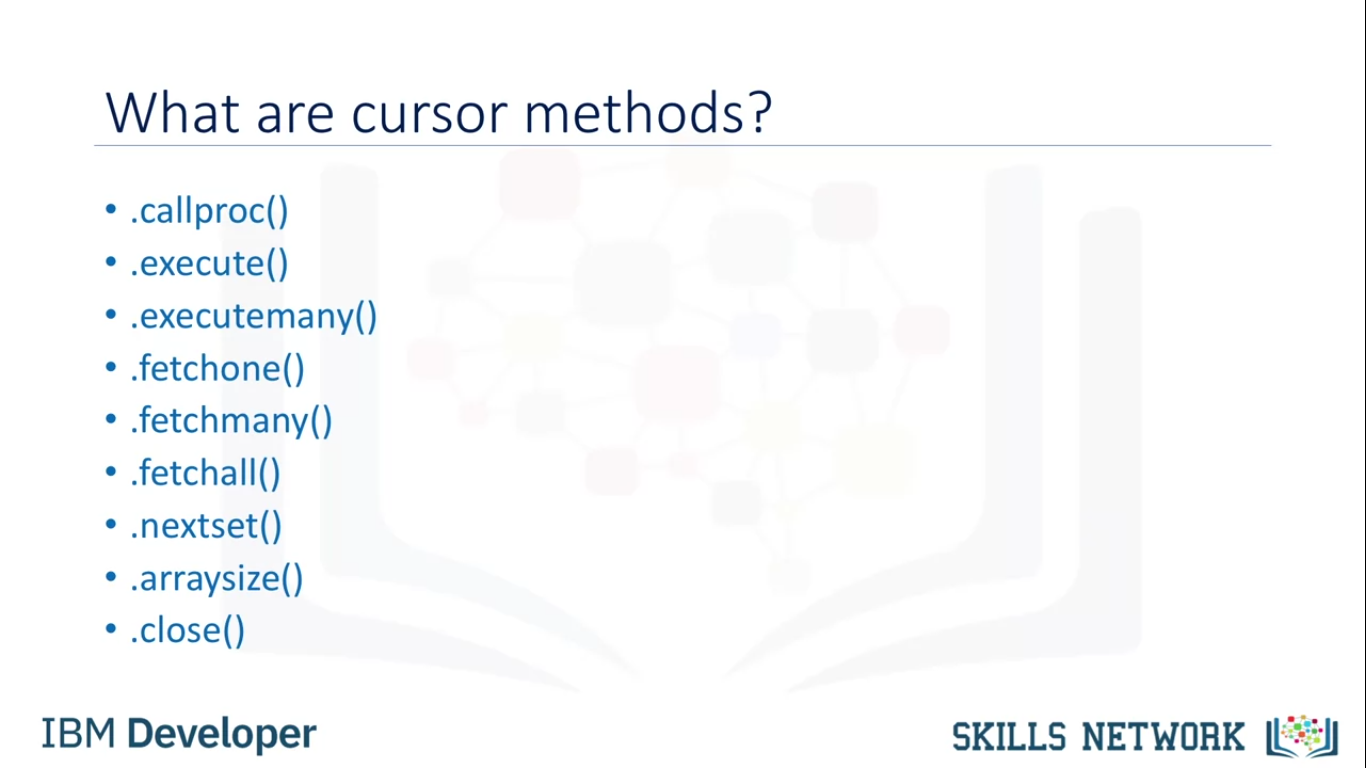 What are cursor methods?
• .callproc()
• .execute()
• .executemany()
• .fetchone()
• .fetchmany()
• .fetchall()
• .nextset()
• .arraysize()
• .close()
IBM Developer
SKILLS NETWORK